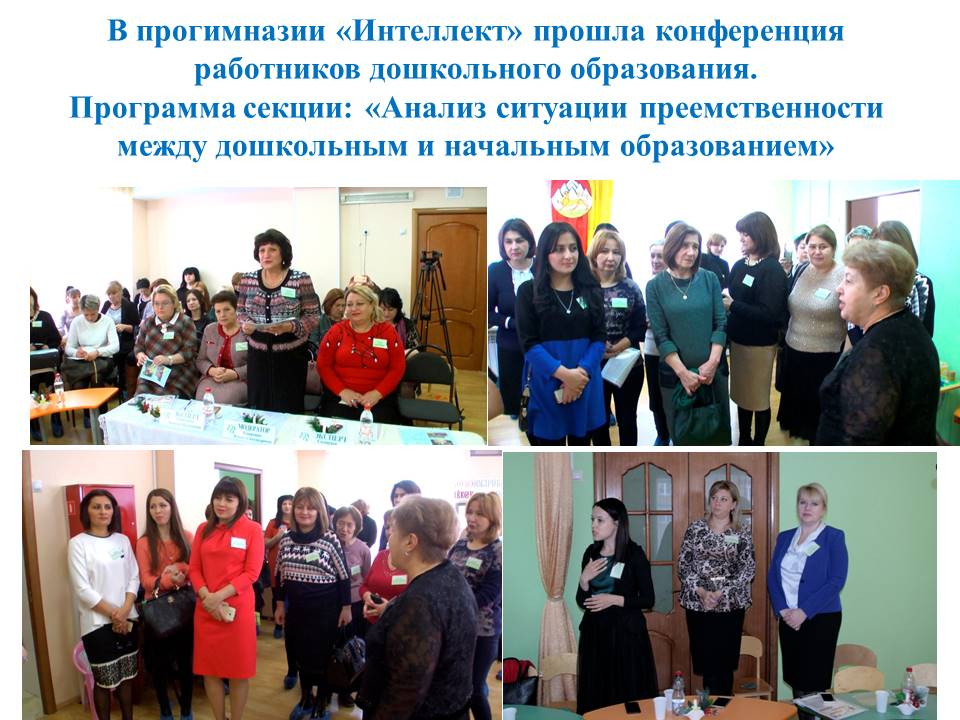 В прогимназии «Интеллект» прошла конференция
работников дошкольного образования.
Программа секции: «Анализ ситуации преемственности
между дошкольным и начальным образованием»
ЭКСПЕРТ
МОДЕРАТОР
ЭКСПЕРТ